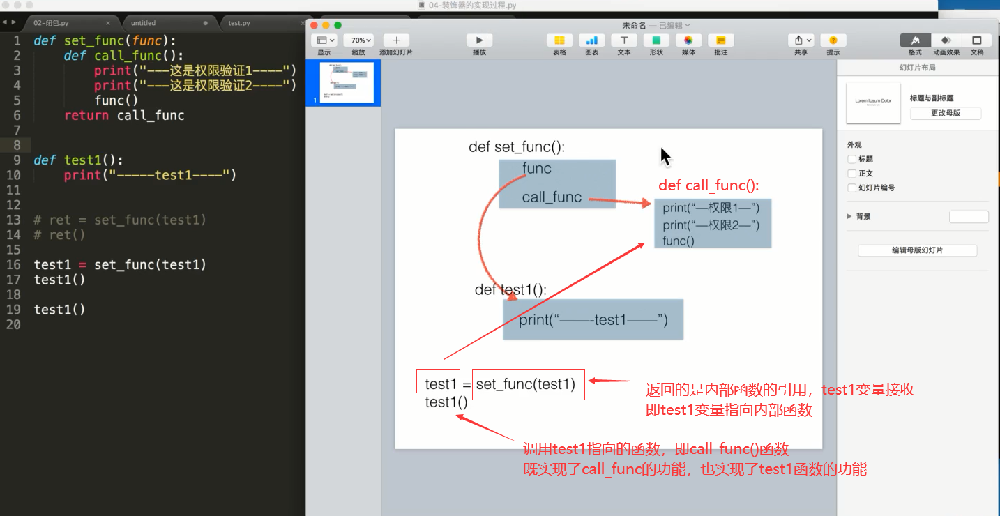 04-装饰器的实现过程.py
02-闭包.py
untitled
test.py
1 def set_func(func):
2 def call_func():
3 print("---这是权限验证1----")
4 print("---这是权限验证2----")
5 func()
6 return call_func
7
8
9 def test1():
10 print("-----test1----")
11
12
13 # ret = set_func(test1)
14 # ret()
15
16 test1 = set_func(test1)
17 test1()
18
19 test1()
20
未命名 — 已编辑
70%
显示 缩放 添加幻灯片 播放 表格 图表 文本 形状 媒体 批注 共享 提示 格式 动画效果 文稿
1
def set_func():
func
call_func
def call_func():
print(“—权限1—”)
print(“—权限2—”)
func()
def test1():
print(“——-test1——”)
test1 = set_func(test1)
test1()
返回的是内部函数的引用，test1变量接收
即test1变量指向内部函数
调用test1指向的函数，即call_func()函数
既实现了call_func的功能，也实现了test1函数的功能
幻灯片布局
Lorem Ipsum Dolor
标题与副标题
更改母版
外观
标题
正文
幻灯片编号
背景
编辑母版幻灯片